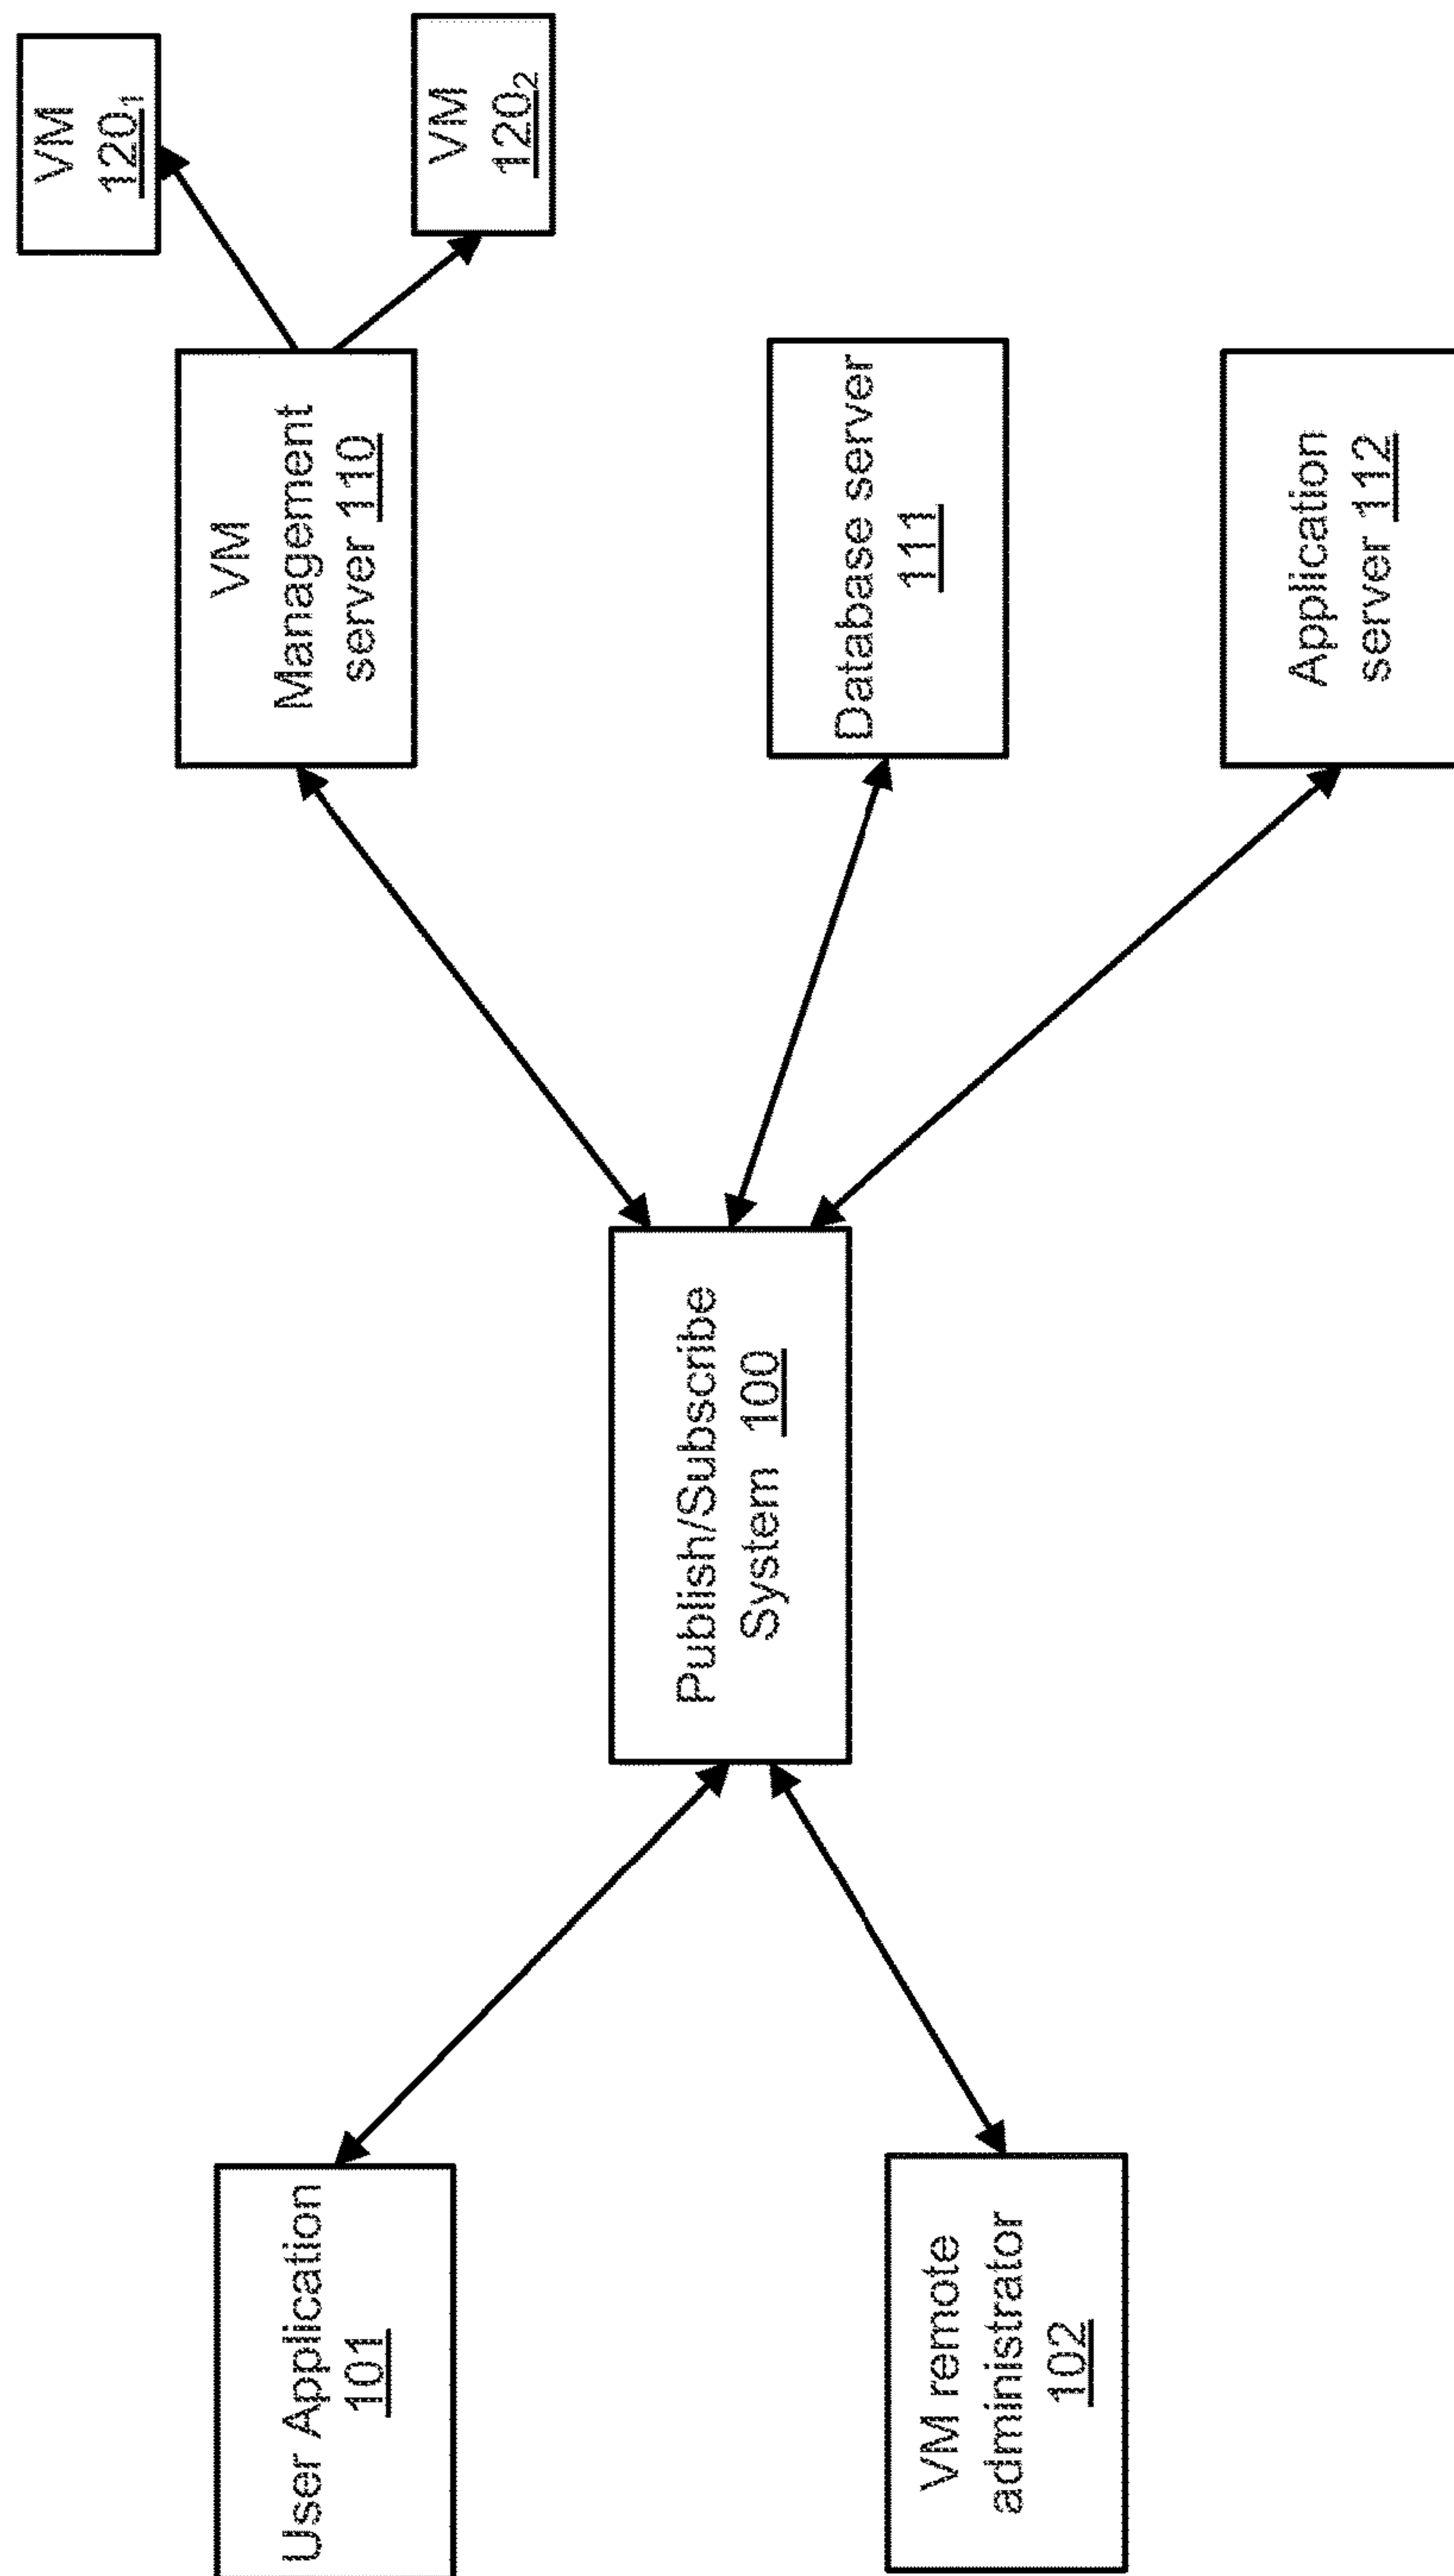 User Application
101
VM remote
administrator
102
Publish/Subscribe
System 100
VM
Management
server 110
Database server
111
Application
server 112
VM
120₁
VM
120₂